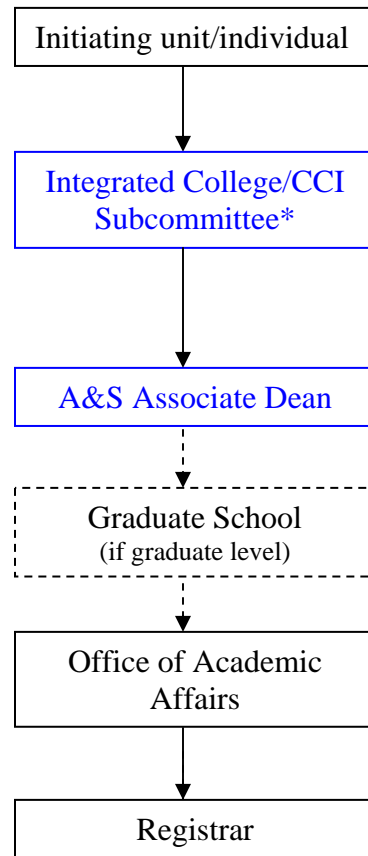 Initiating unit/individual
Integrated College/CCI
Subcommittee*
A&S Associate Dean
Graduate School
(if graduate level)
Office of Academic
Affairs
Registrar